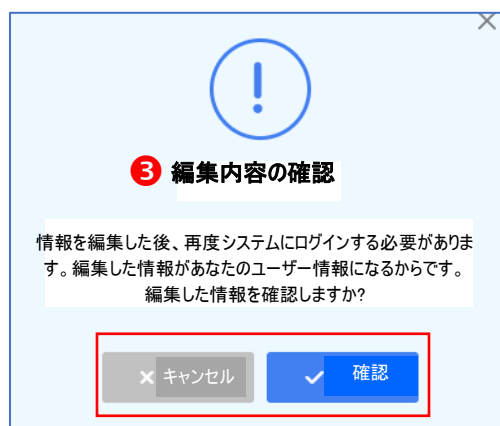 !
❸ 編集内容の確認
情報を編集した後、再度システムにログインする必要がありま
す。編集した情報があなたのユーザー情報になるからです。
編集した情報を確認しますか?
× キャンセル ✓ 確認